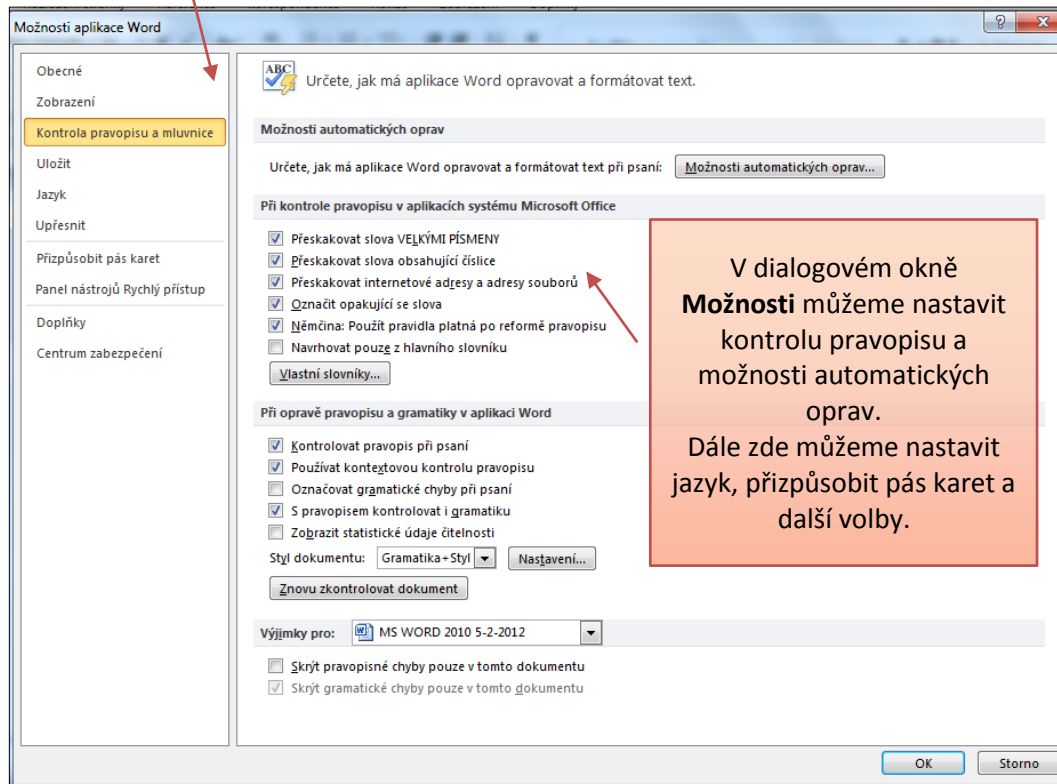 Možnosti aplikace Word
Obecné
Zobrazení
Kontrola pravopisu a mluvnice
Uložit
Jazyk
Upřesnit
Přizpůsobit pás karet
Panel nástrojů Rychlý přístup
Doplňky
Centrum zabezpečení
ABC
Určete, jak má aplikace Word opravovat a formátovat text.
Možnosti automatických oprav
Určete, jak má aplikace Word opravovat a formátovat text při psaní: Možnosti automatických oprav...
Při kontrole pravopisu v aplikacích systému Microsoft Office
Přeskakovat slova VELKÝMI PÍSMENY
Přeskakovat slova obsahující číslice
Přeskakovat internetové adresy a adresy souborů
Označit opakující se slova
Němčina: Použít pravidla platná po reformě pravopisu
Navrhovat pouze z hlavního slovníku
Vlastní slovníky...
Při opravě pravopisu a gramatiky v aplikaci Word
Kontrolovat pravopis při psaní
Používat kontextovou kontrolu pravopisu
Označovat gramatické chyby při psaní
S pravopisem kontrolovat i gramatiku
Zobrazit statistické údaje čitelnosti
Styl dokumentu: Gramatika+Styl Nastavení...
Znovu zkontrolovat dokument
Výjimky pro: MS WORD 2010 5-2-2012
Skrýt pravopisné chyby pouze v tomto dokumentu
Skrýt gramatické chyby pouze v tomto dokumentu
V dialogovém okně
Možnosti můžeme nastavit
kontrolu pravopisu a
možnosti automatických
oprav.
Dále zde můžeme nastavit
jazyk, přizpůsobit pás karet a
další volby.
OK Storno